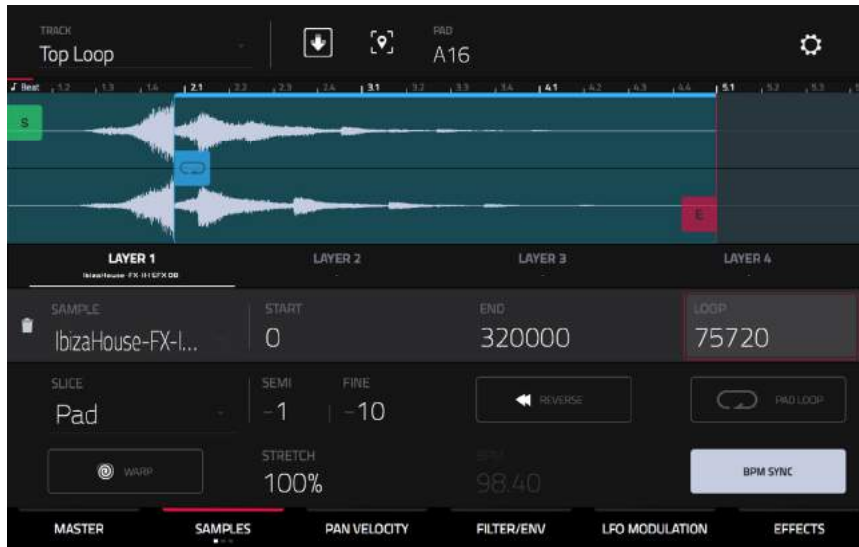 TRACK
Top Loop
PAD
A16
Beat 1.2 1.3 1.4 2.1 2.2 2.3 2.4 3.1 3.2 3.3 3.4 4.1 4.2 4.3 4.4 5.1 5.2 5.3
S
E
LAYER 1
LAYER 2
LAYER 3
LAYER 4
SAMPLE
IbizaHouse-FX-I...
START
0
END
320000
LOOP
75720
SLICE
Pad
SEMI
-1
FINE
-10
REVERSE
PAD LOOP
WARP
STRETCH
100%
BPM
98.40
BPM SYNC
MASTER
SAMPLES
PAN VELOCITY
FILTER/ENV
LFO MODULATION
EFFECTS